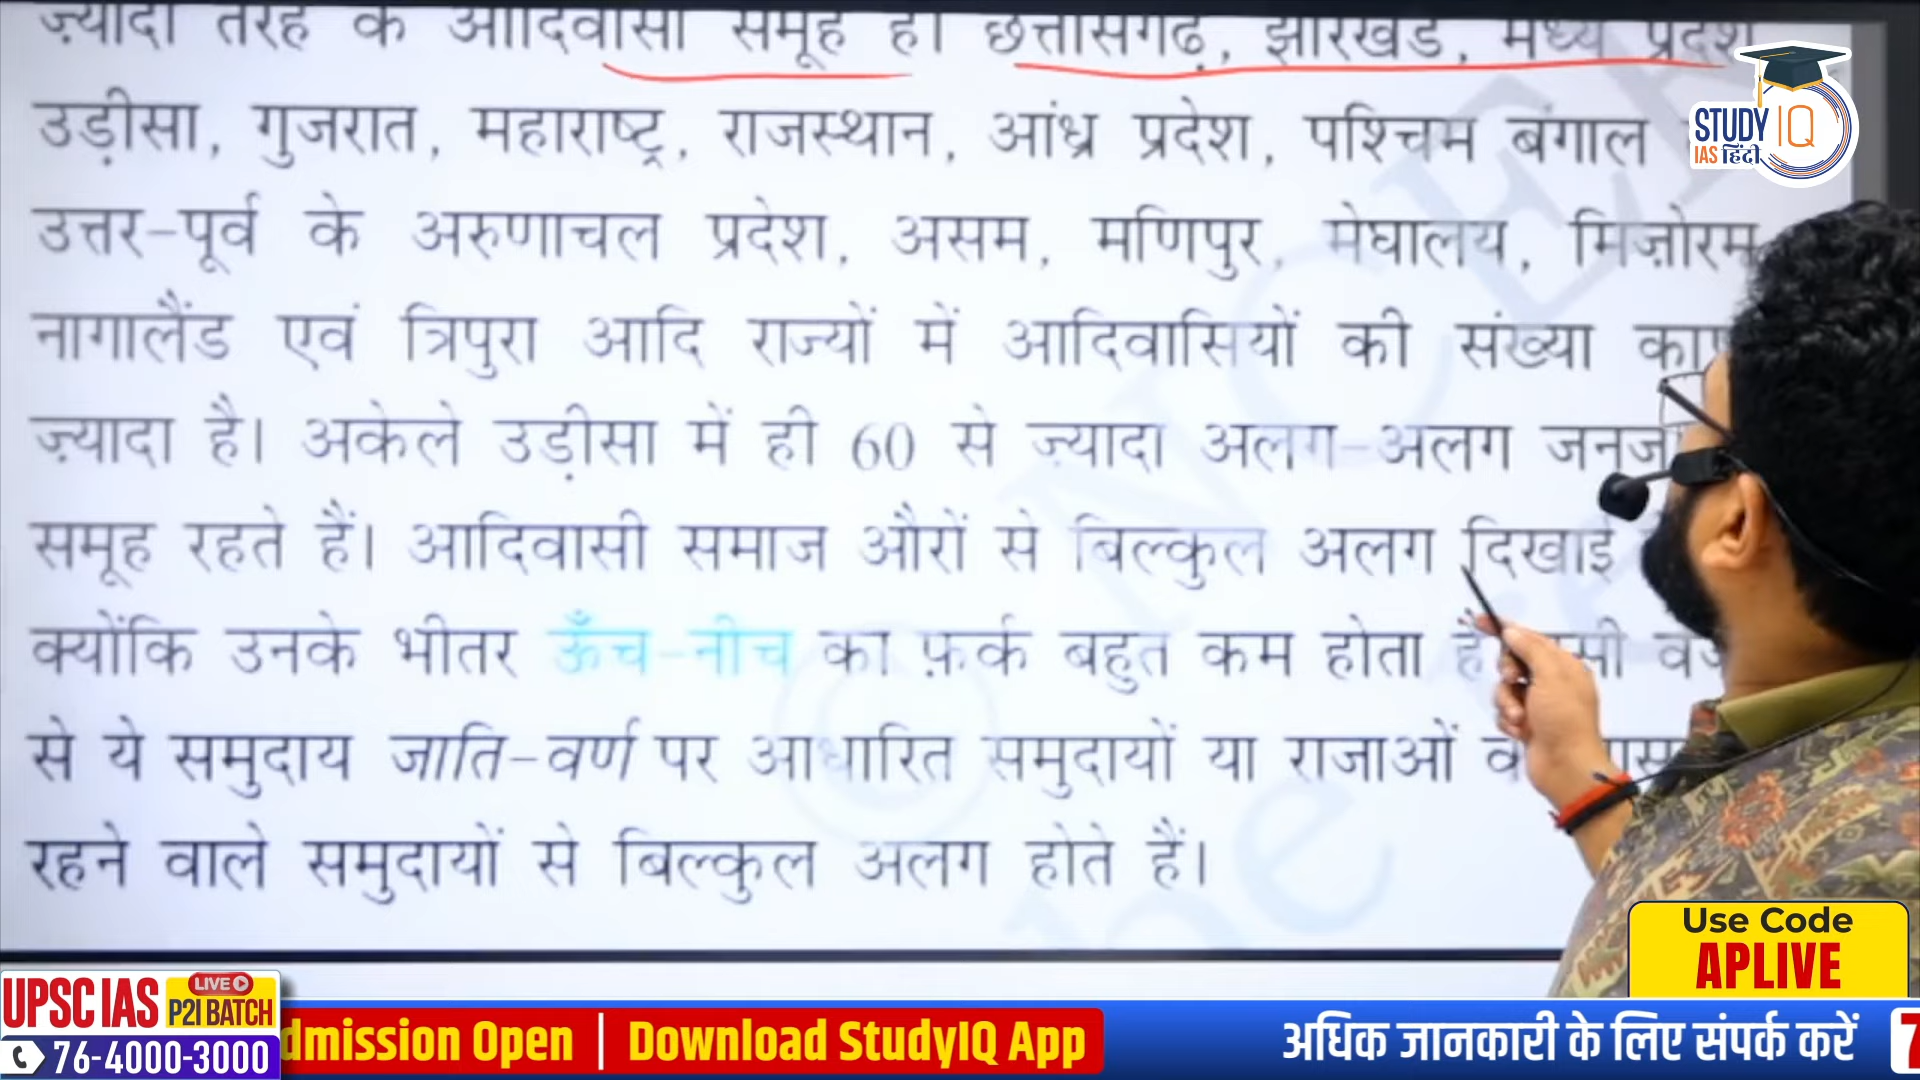 ज़्यादा तरह के आदिवासी समूह हैं। छत्तीसगढ़, झारखंड, मध्य प्रदेश
उड़ीसा, गुजरात, महाराष्ट्र, राजस्थान, आंध्र प्रदेश, पश्चिम बंगाल
उत्तर-पूर्व के अरुणाचल प्रदेश, असम, मणिपुर, मेघालय, मिज़ोरम,
नागालैंड एवं त्रिपुरा आदि राज्यों में आदिवासियों की संख्या
ज़्यादा है। अकेले उड़ीसा में ही 60 से ज़्यादा अलग-अलग
समूह रहते हैं। आदिवासी समाज औरों से बिल्कुल अलग दिखाई
क्योंकि उनके भीतर ऊँच-नीच का फ़र्क बहुत कम होता है
से ये समुदाय जाति-वर्ण पर आधारित समुदायों या राजाओं
रहने वाले समुदायों से बिल्कुल अलग होते हैं।
STUDY IQ
IAS हिंदी
Use Code
APLIVE
UPSC IAS LIVE P2I BATCH
76-4000-3000
dmission Open | Download StudyIQ App
अधिक जानकारी के लिए संपर्क करें 7